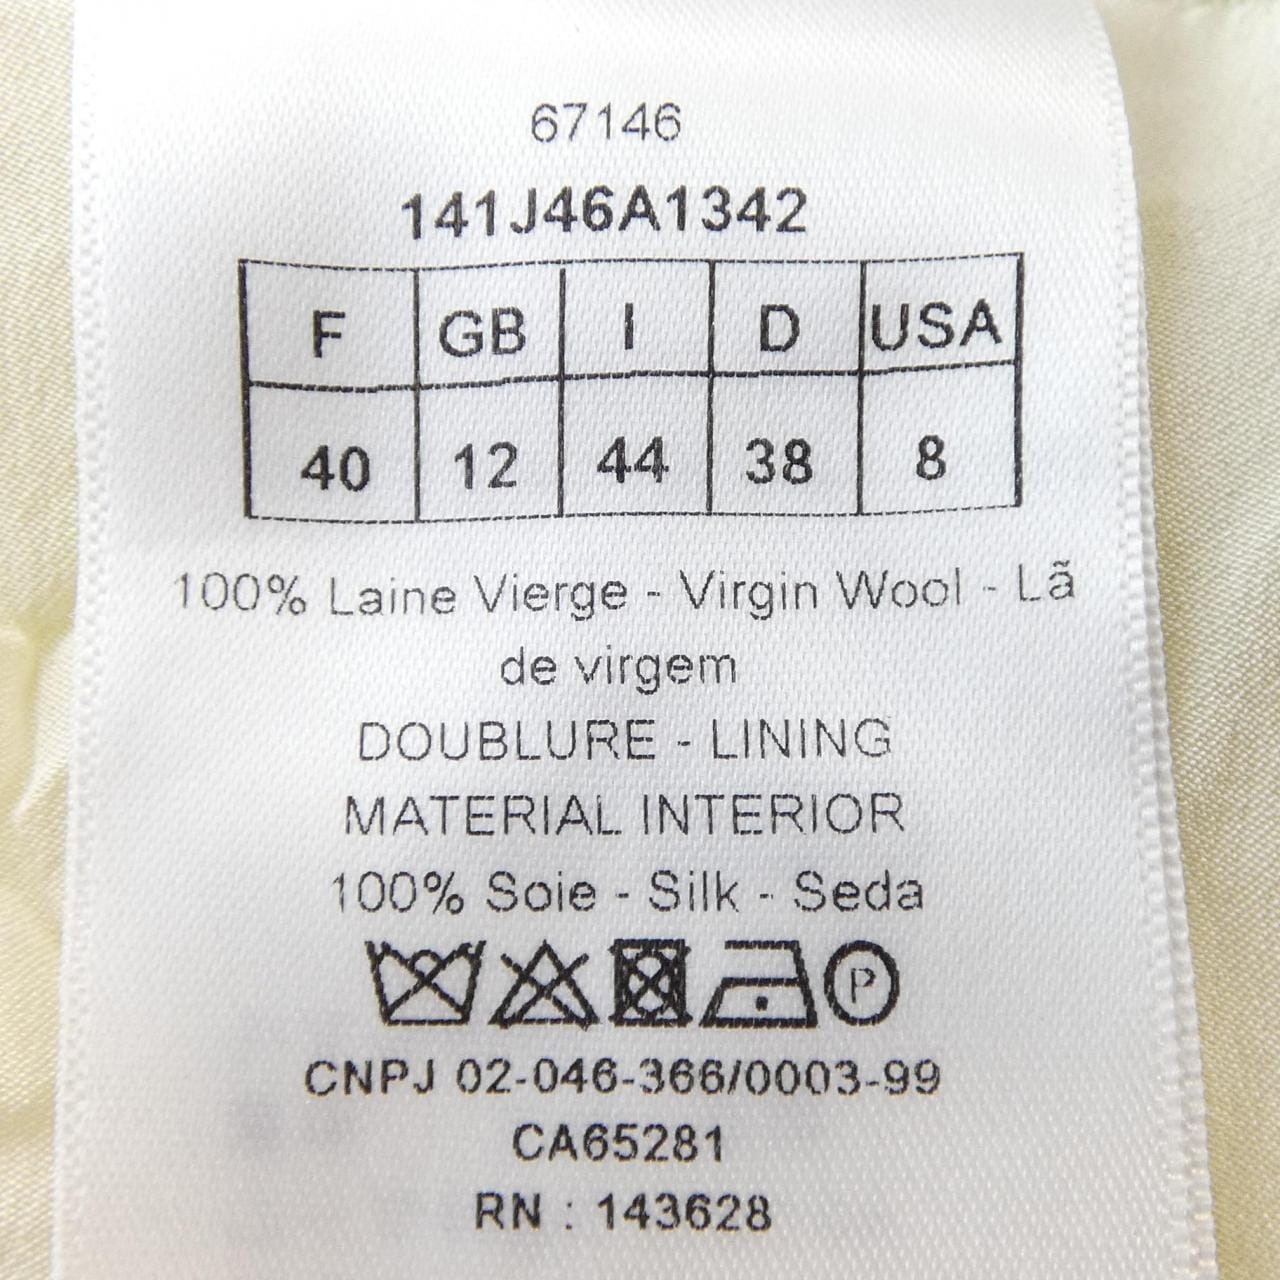 67146
141J46A1342
F GB I D USA
40 12 44 38 8
100% Laine Vierge - Virgin Wool - Lã
de virgem
DOUBLURE - LINING
MATERIAL INTERIOR
100% Soie - Silk - Seda
P
CNPJ 02-046-366/0003-99
CA65281
RN : 143628